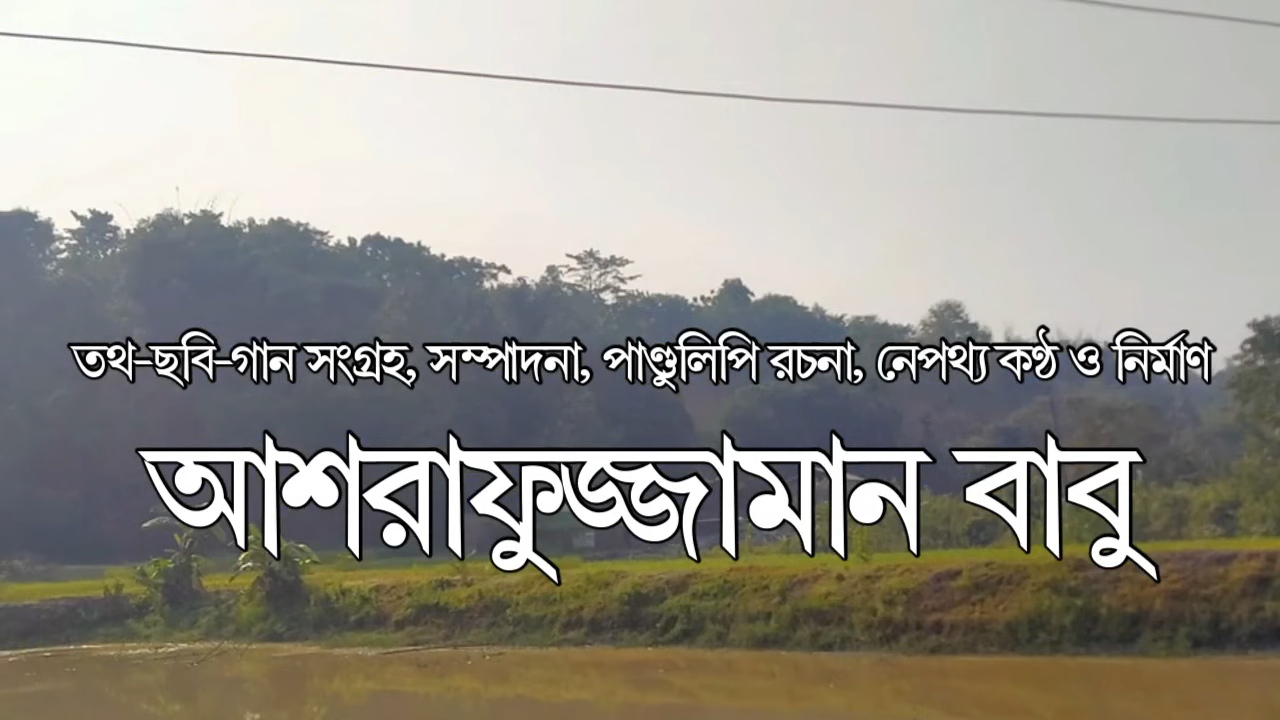 তথ-ছবি-গান সংগ্রহ, সম্পাদনা, পাণ্ডুলিপি রচনা, নেপথ্য কণ্ঠ ও নির্মাণ
আশরাফুজ্জামান বাবু